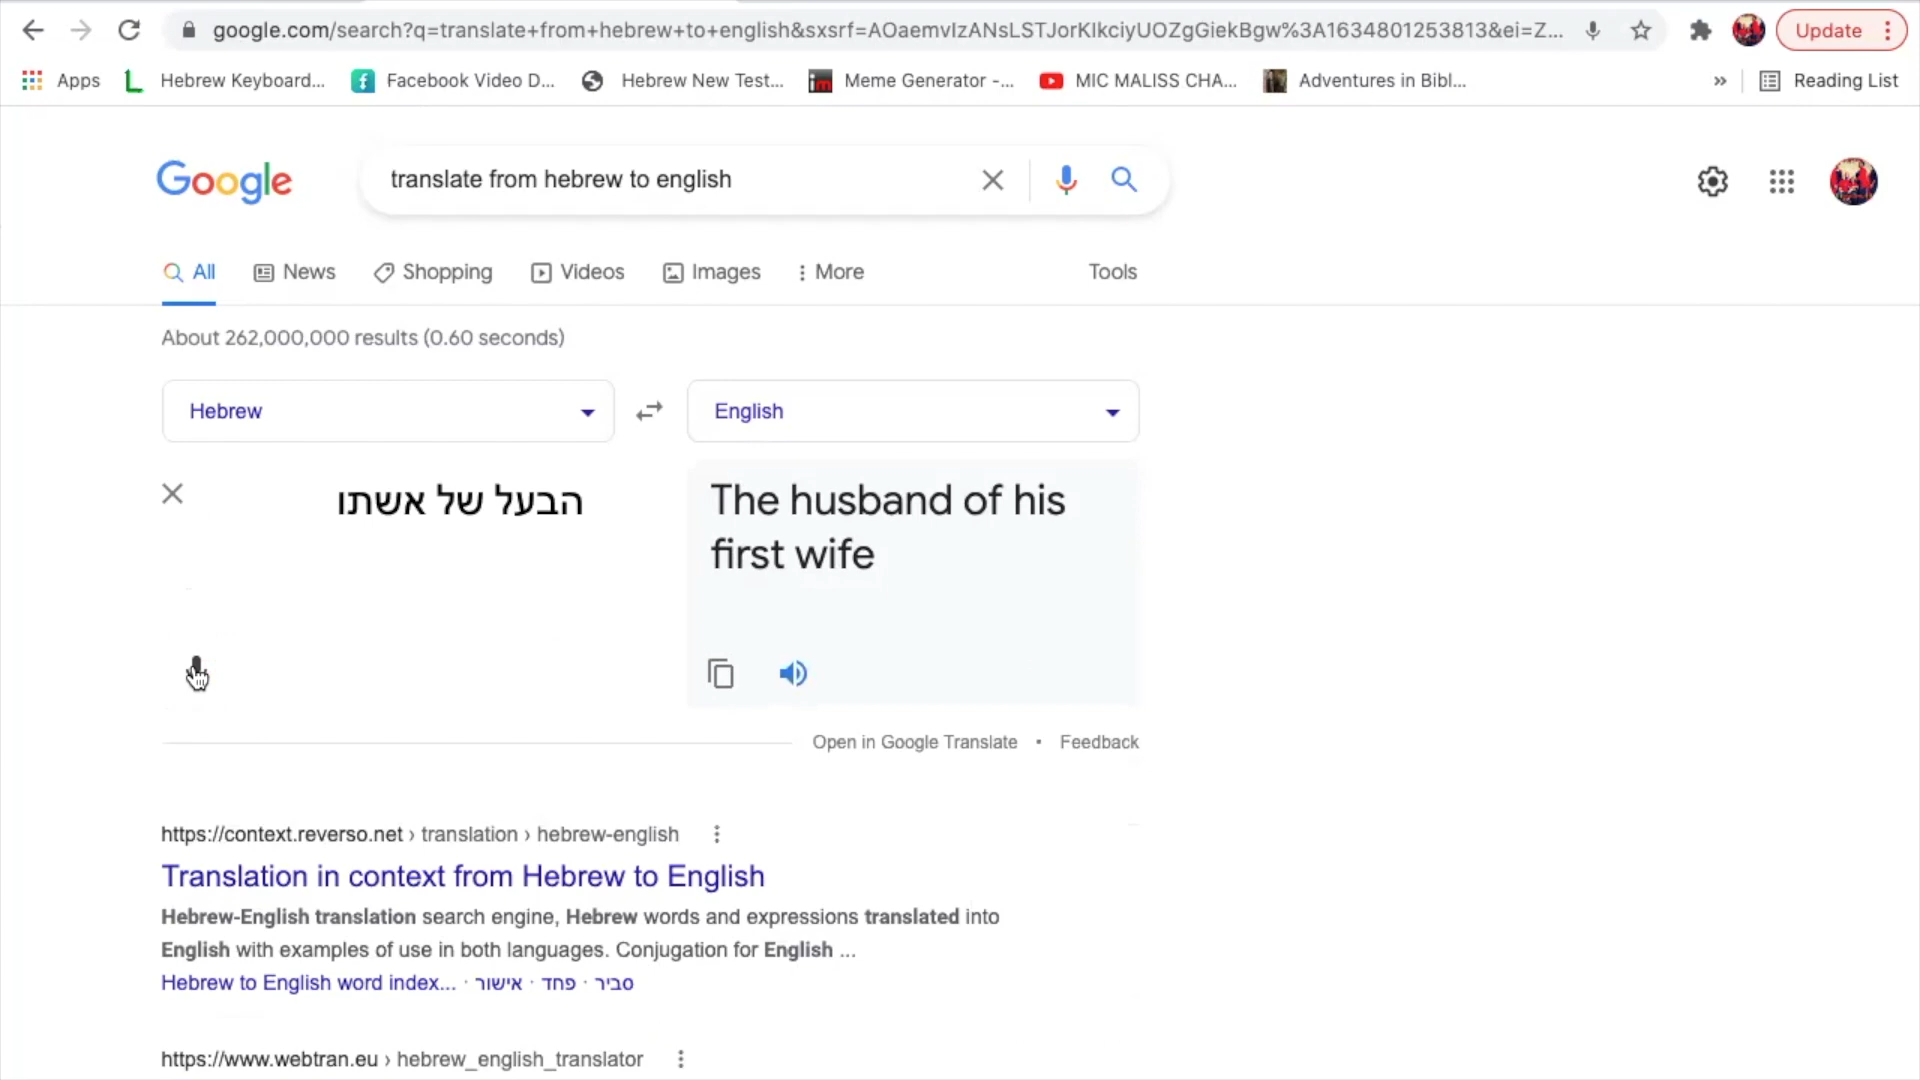 google.com/search?q=translate+from+hebrew+to+english&sxsrf=AOaemvIzANsLSTJorKIkciyUOZgGiekBgw%3A1634801253813&ei=Z...
Update
Apps
Hebrew Keyboard...
Facebook Video D...
Hebrew New Test...
Meme Generator -...
MIC MALISS CHA...
Adventures in Bibl...
»
Reading List
Google
translate from hebrew to english
All
News
Shopping
Videos
Images
More
Tools
About 262,000,000 results (0.60 seconds)
Hebrew
English
הבעל של אשתו
The husband of his
first wife
Open in Google Translate • Feedback
https://context.reverso.net › translation › hebrew-english
Translation in context from Hebrew to English
Hebrew-English translation search engine, Hebrew words and expressions translated into
English with examples of use in both languages. Conjugation for English ...
Hebrew to English word index... · אישור · פחד · סביר
https://www.webtran.eu › hebrew_english_translator